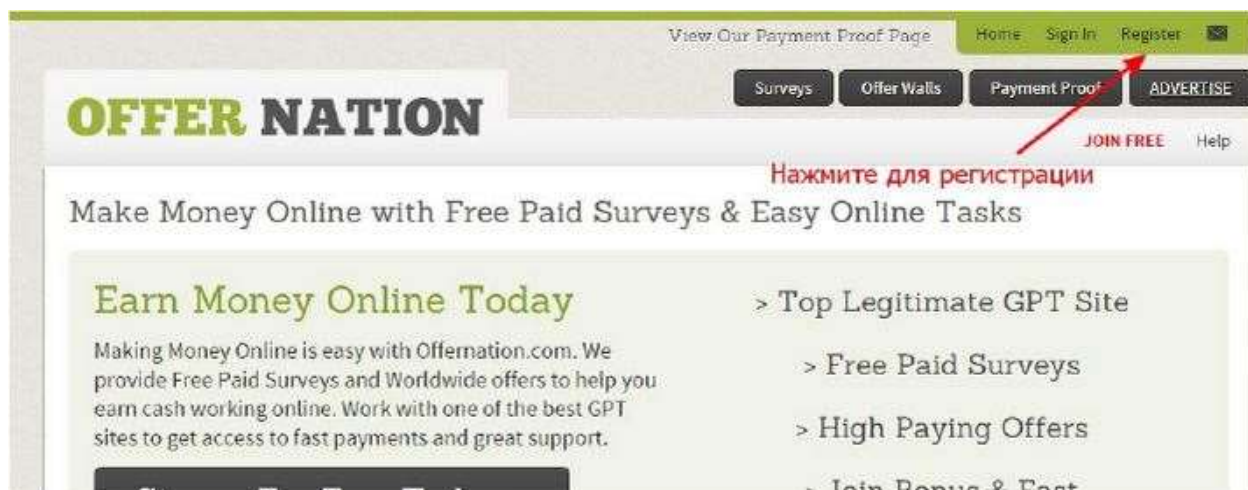 View Our Payment Proof Page Home Sign In Register
Surveys Offer Walls Payment Proof ADVERTISE
OFFER NATION
JOIN FREE Help
Нажмите для регистрации
Make Money Online with Free Paid Surveys & Easy Online Tasks
Earn Money Online Today
Making Money Online is easy with Offernation.com. We
provide Free Paid Surveys and Worldwide offers to help you
earn cash working online. Work with one of the best GPT
sites to get access to fast payments and great support.
> Top Legitimate GPT Site
> Free Paid Surveys
> High Paying Offers
> Join Bonus & Fast